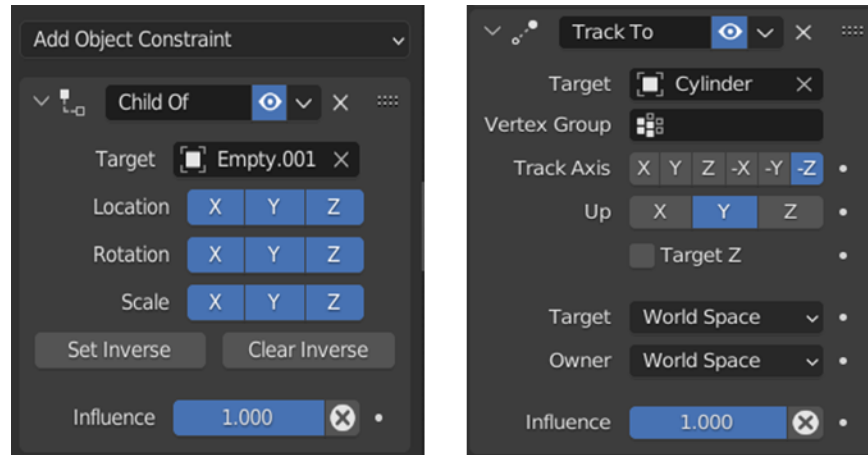 Add Object Constraint
Child Of
Target Empty.001
Location X Y Z
Rotation X Y Z
Scale X Y Z
Set Inverse Clear Inverse
Influence 1.000
Track To
Target Cylinder
Vertex Group
Track Axis X Y Z -X -Y -Z
Up X Y Z
Target Z
Target World Space
Owner World Space
Influence 1.000